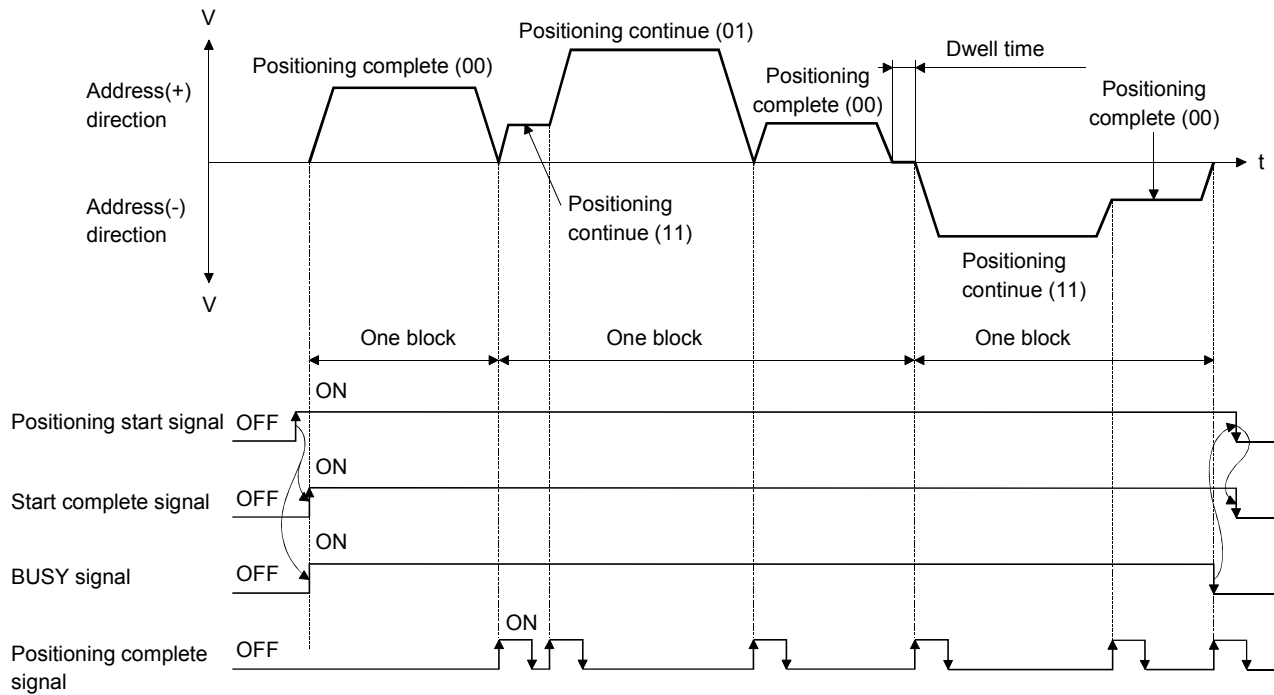 V
Positioning continue (01)
Dwell time
Positioning complete (00)
Positioning
complete (00)
Positioning
complete (00)
Address(+)
direction
t
Address(-)
direction
Positioning
continue (11)
Positioning
continue (11)
V
One block
One block
One block
ON
Positioning start signal
OFF
ON
Start complete signal
OFF
ON
BUSY signal
OFF
ON
Positioning complete
signal
OFF